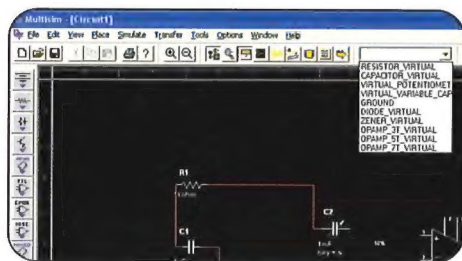 Multisim - [Circuit1]
File Edit View Place Simulate Transfer Tools Options Window Help
RESISTOR_VIRTUAL
CAPACITOR_VIRTUAL
VIRTUAL_POTENTIOMET
VIRTUAL_VARIABLE_CAP
GROUND
DIODE_VIRTUAL
ZENER_VIRTUAL
OPAMP_3T_VIRTUAL
OPAMP_5T_VIRTUAL
OPAMP_7T_VIRTUAL
R1
C2
C1